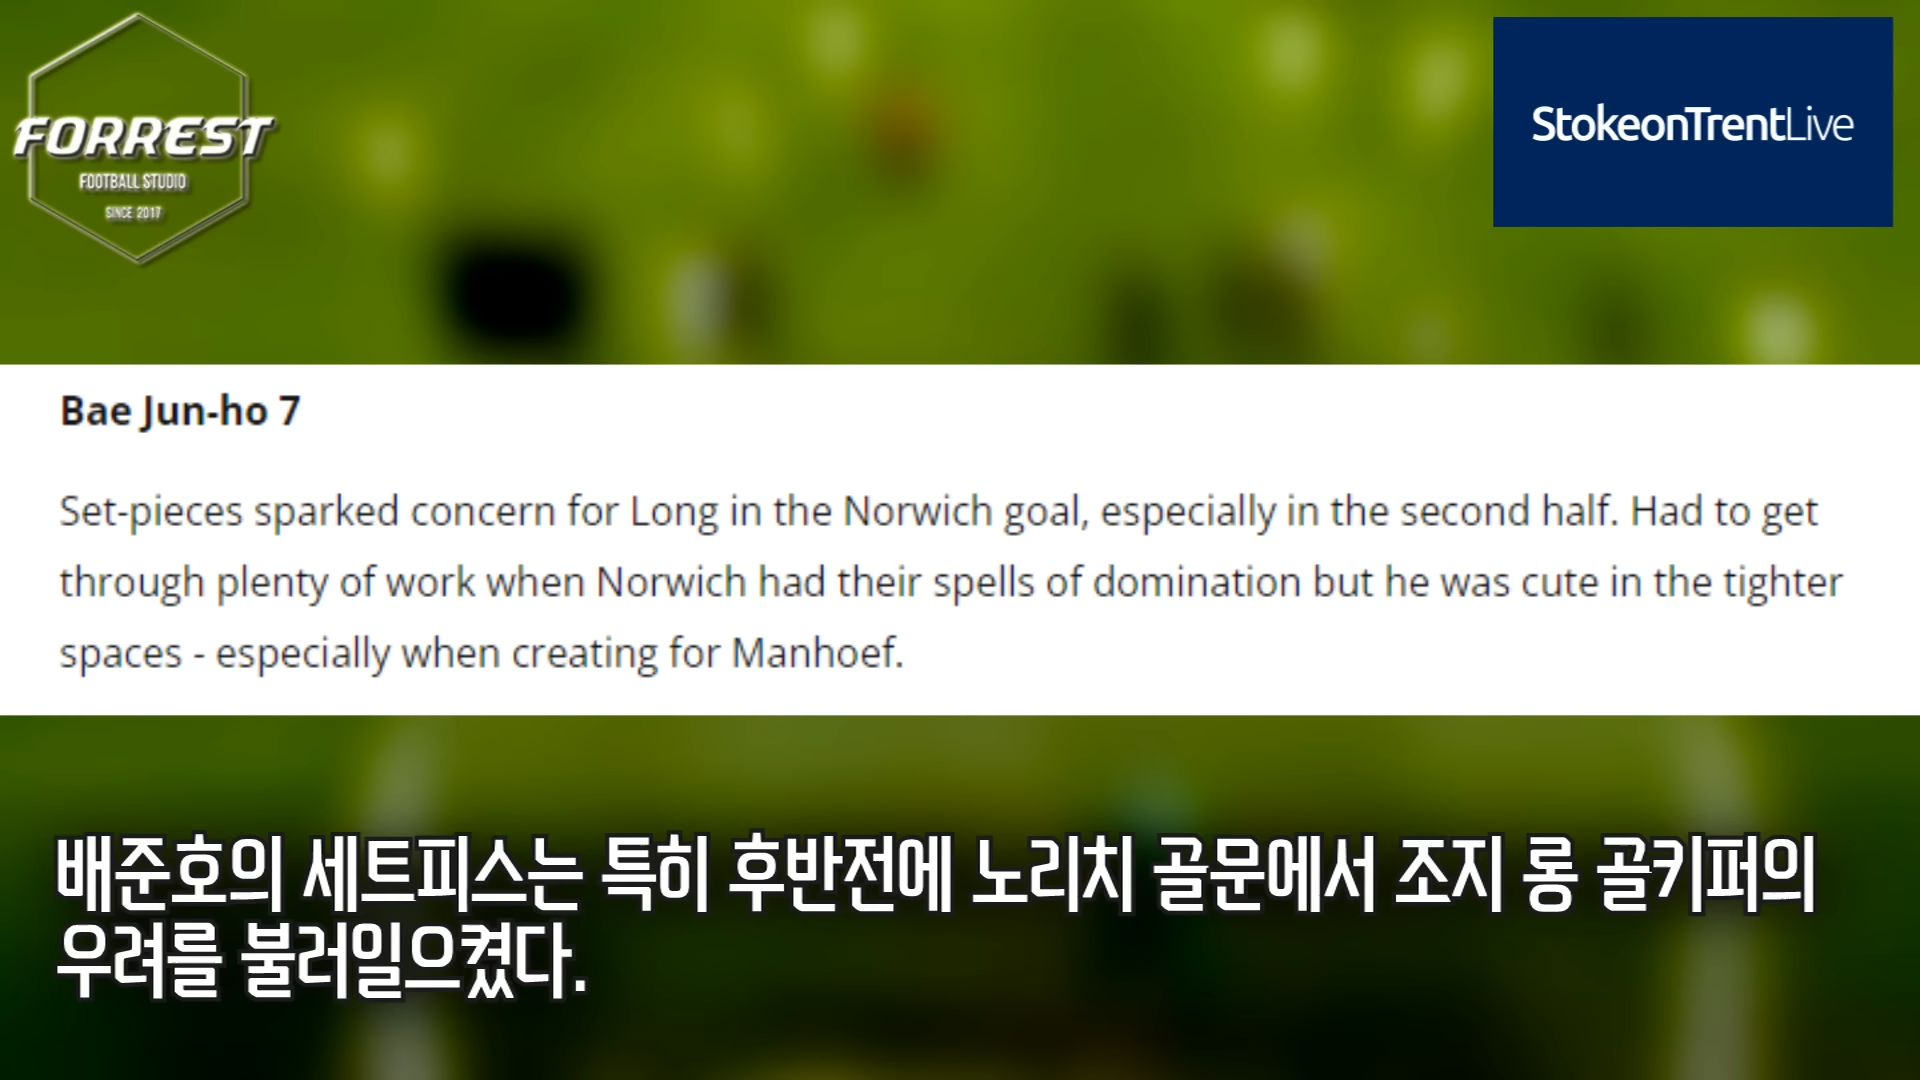 FORREST
FOOTBALL STUDIO
SINCE 2017
StokeonTrentLive
Bae Jun-ho 7
Set-pieces sparked concern for Long in the Norwich goal, especially in the second half. Had to get
through plenty of work when Norwich had their spells of domination but he was cute in the tighter
spaces - especially when creating for Manhoef.
배준호의 세트피스는 특히 후반전에 노리치 골문에서 조지 롱 골키퍼의
우려를 불러일으켰다.